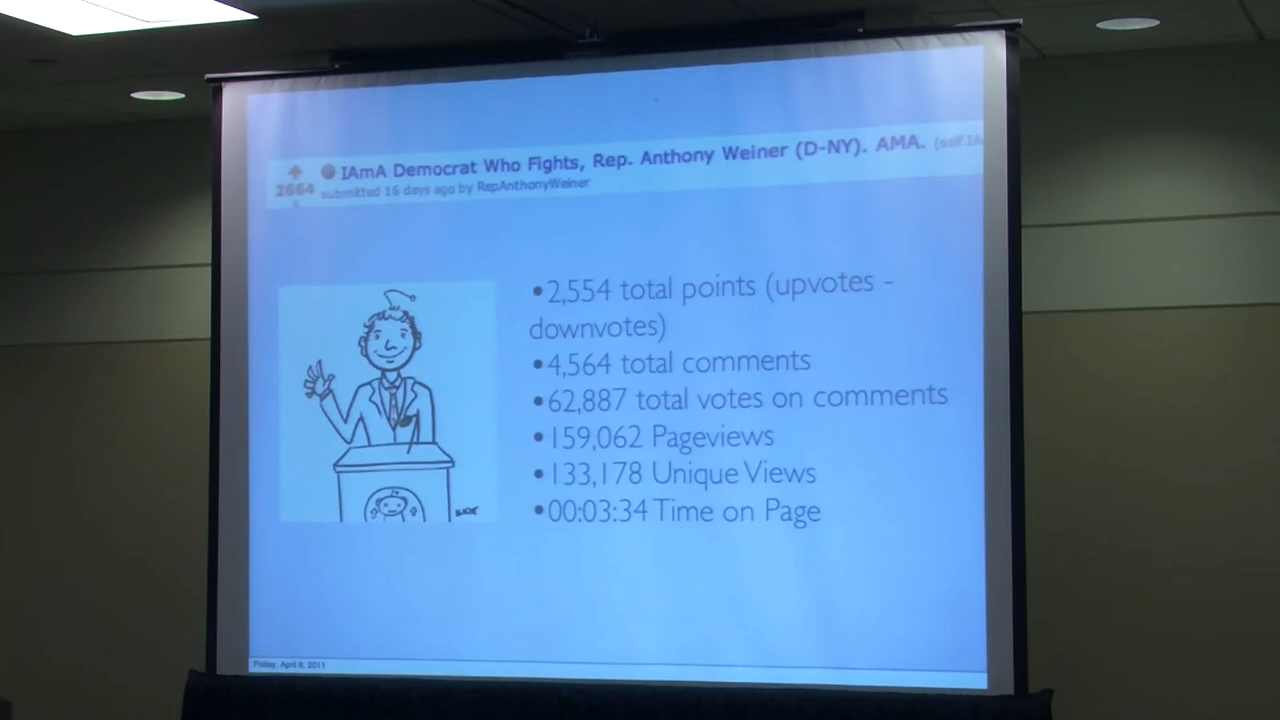 IAmA Democrat Who Fights, Rep. Anthony Weiner (D-NY). AMA. (self.IA
2664
submitted 16 days ago by RepAnthonyWeiner
•2,554 total points (upvotes -
downvotes)
•4,564 total comments
•62,887 total votes on comments
•159,062 Pageviews
•133,178 Unique Views
•00:03:34 Time on Page
Friday, April 8, 2011